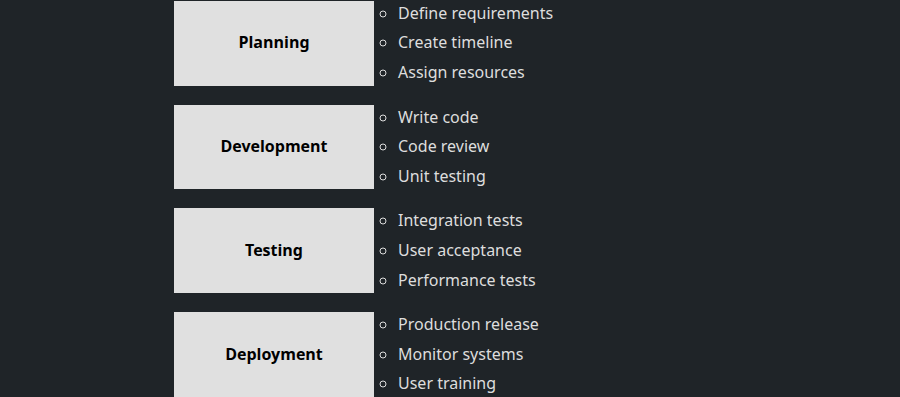 Planning
Define requirements
Create timeline
Assign resources
Development
Write code
Code review
Unit testing
Testing
Integration tests
User acceptance
Performance tests
Deployment
Production release
Monitor systems
User training